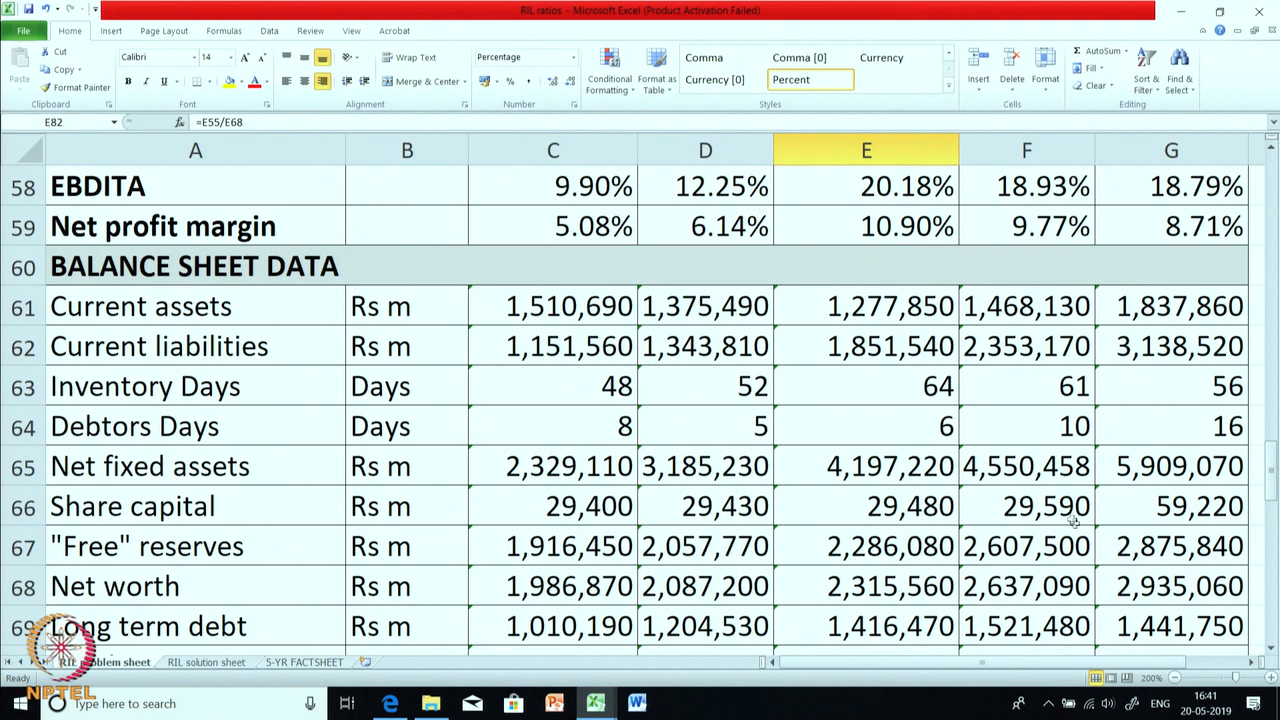 RIL ratios - Microsoft Excel (Product Activation Failed)
File Home Insert Page Layout Formulas Data Review View Acrobat
Paste Cut Copy Format Painter Clipboard
Calibri 14 Font
Wrap Text Merge & Center Alignment
Percentage Number
Conditional Formatting Format as Table
Comma Comma [0] Currency
Currency [0] Percent
Styles
Insert Delete Format Cells
AutoSum Fill Clear Sort & Filter Find & Select Editing
E82 fx =E55/E68
A B C D E F G
58 EBDITA 9.90% 12.25% 20.18% 18.93% 18.79%
59 Net profit margin 5.08% 6.14% 10.90% 9.77% 8.71%
60 BALANCE SHEET DATA
61 Current assets Rs m 1,510,690 1,375,490 1,277,850 1,468,130 1,837,860
62 Current liabilities Rs m 1,151,560 1,343,810 1,851,540 2,353,170 3,138,520
63 Inventory Days Days 48 52 64 61 56
64 Debtors Days Days 8 5 6 10 16
65 Net fixed assets Rs m 2,329,110 3,185,230 4,197,220 4,550,458 5,909,070
66 Share capital Rs m 29,400 29,430 29,480 29,590 59,220
67 "Free" reserves Rs m 1,916,450 2,057,770 2,286,080 2,607,500 2,875,840
68 Net worth Rs m 1,986,870 2,087,200 2,315,560 2,637,090 2,935,060
69 Long term debt Rs m 1,010,190 1,204,530 1,416,470 1,521,480 1,441,750
RIL problem sheet RIL solution sheet 5-YR FACTSHEET
Ready 200%
NPTEL
Type here to search
ENG 16:41
20-05-2019